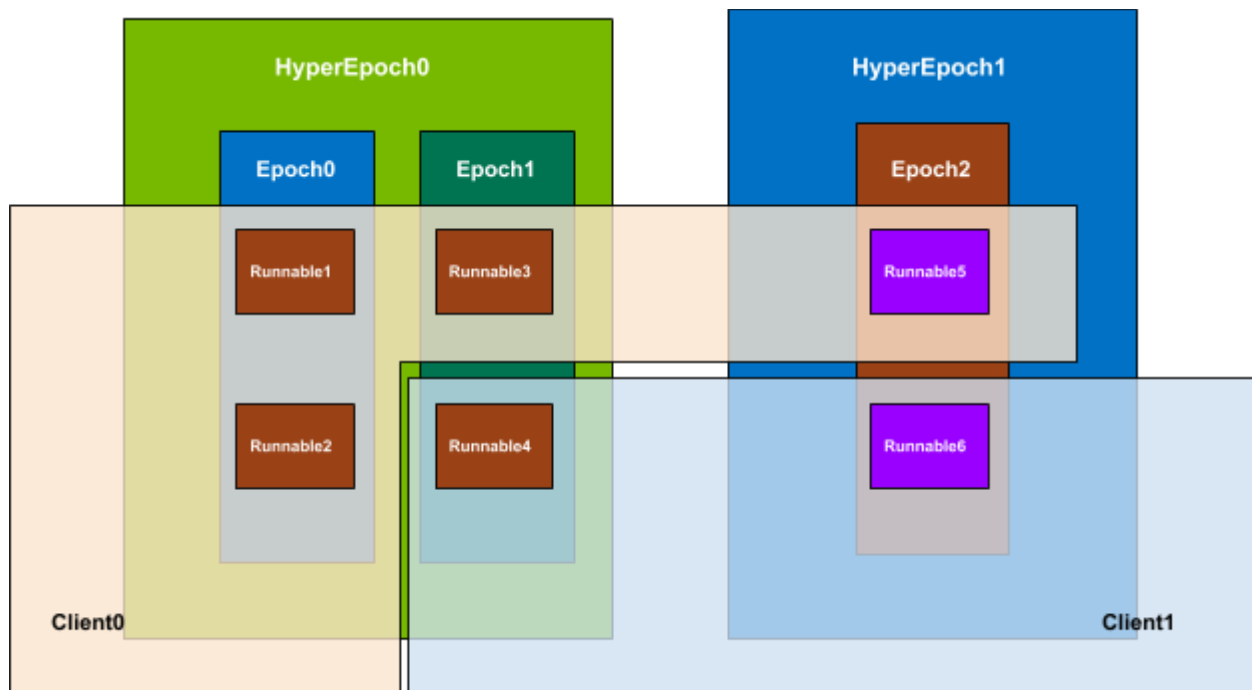 HyperEpoch0
HyperEpoch1
Epoch0
Epoch1
Epoch2
Runnable1
Runnable3
Runnable5
Runnable2
Runnable4
Runnable6
Client0
Client1